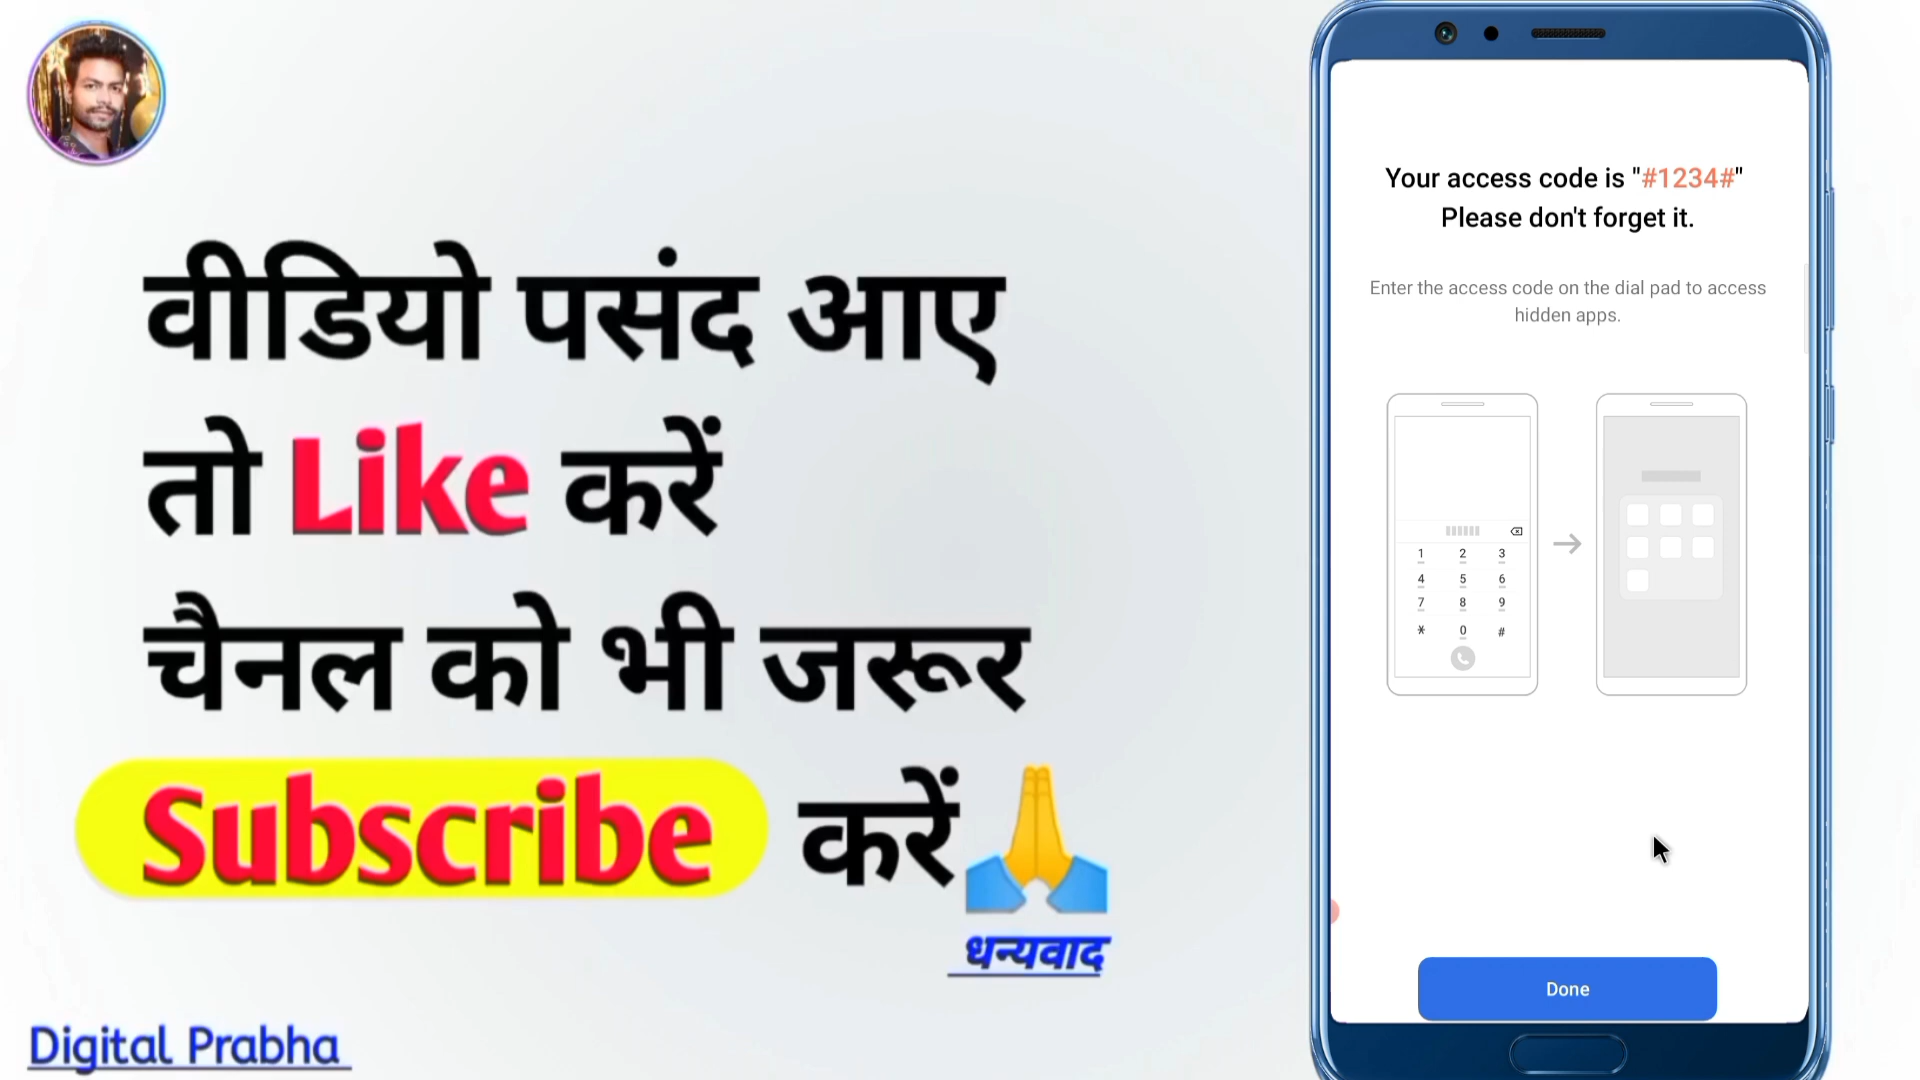 वीडियो पसंद आए
तो Like करें
चैनल को भी जरूर
Subscribe करें
धन्यवाद
Digital Prabha
Your access code is "#1234#"
Please don't forget it.
Enter the access code on the dial pad to access
hidden apps.
1 2 3
4 5 6
7 8 9
* 0 #
Done